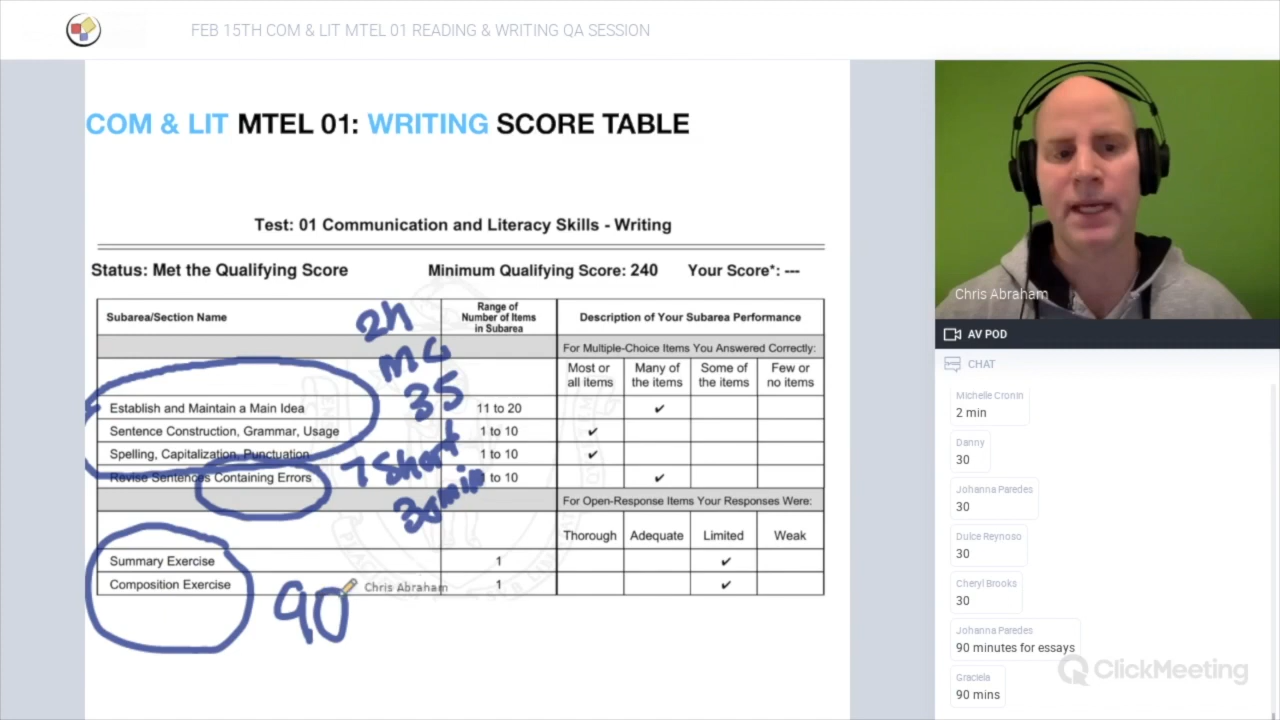 FEB 15TH COM & LIT MTEL 01 READING & WRITING QA SESSION
COM & LIT MTEL 01: WRITING SCORE TABLE
Test: 01 Communication and Literacy Skills - Writing
Status: Met the Qualifying Score Minimum Qualifying Score: 240 Your Score*: ---
Subarea/Section Name
Range of
Number of Items
in Subarea
Description of Your Subarea Performance
For Multiple-Choice Items You Answered Correctly:
Most or
all items
Many of
the items
Some of
the items
Few or
no items
Establish and Maintain a Main Idea 11 to 20 ✔
Sentence Construction, Grammar, Usage 1 to 10 ✔
Spelling, Capitalization, Punctuation 1 to 10 ✔
Revise Sentences Containing Errors 1 to 10 ✔
For Open-Response Items Your Responses Were:
Thorough Adequate Limited Weak
Summary Exercise 1 ✔
Composition Exercise 1 ✔
2h
MC
35
7 Short
30min
90
Chris Abraham
Chris Abraham
AV POD
CHAT
Michelle Cronin
2 min
Danny
30
Johanna Paredes
30
Dulce Reynoso
30
Cheryl Brooks
30
Johanna Paredes
90 minutes for essays
Graciela
90 mins
ClickMeeting